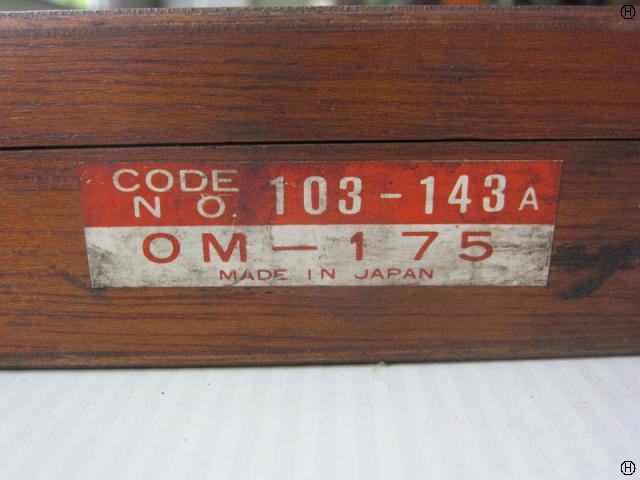 CODE NO. 103-143A
OM-175
MADE IN JAPAN
H
H